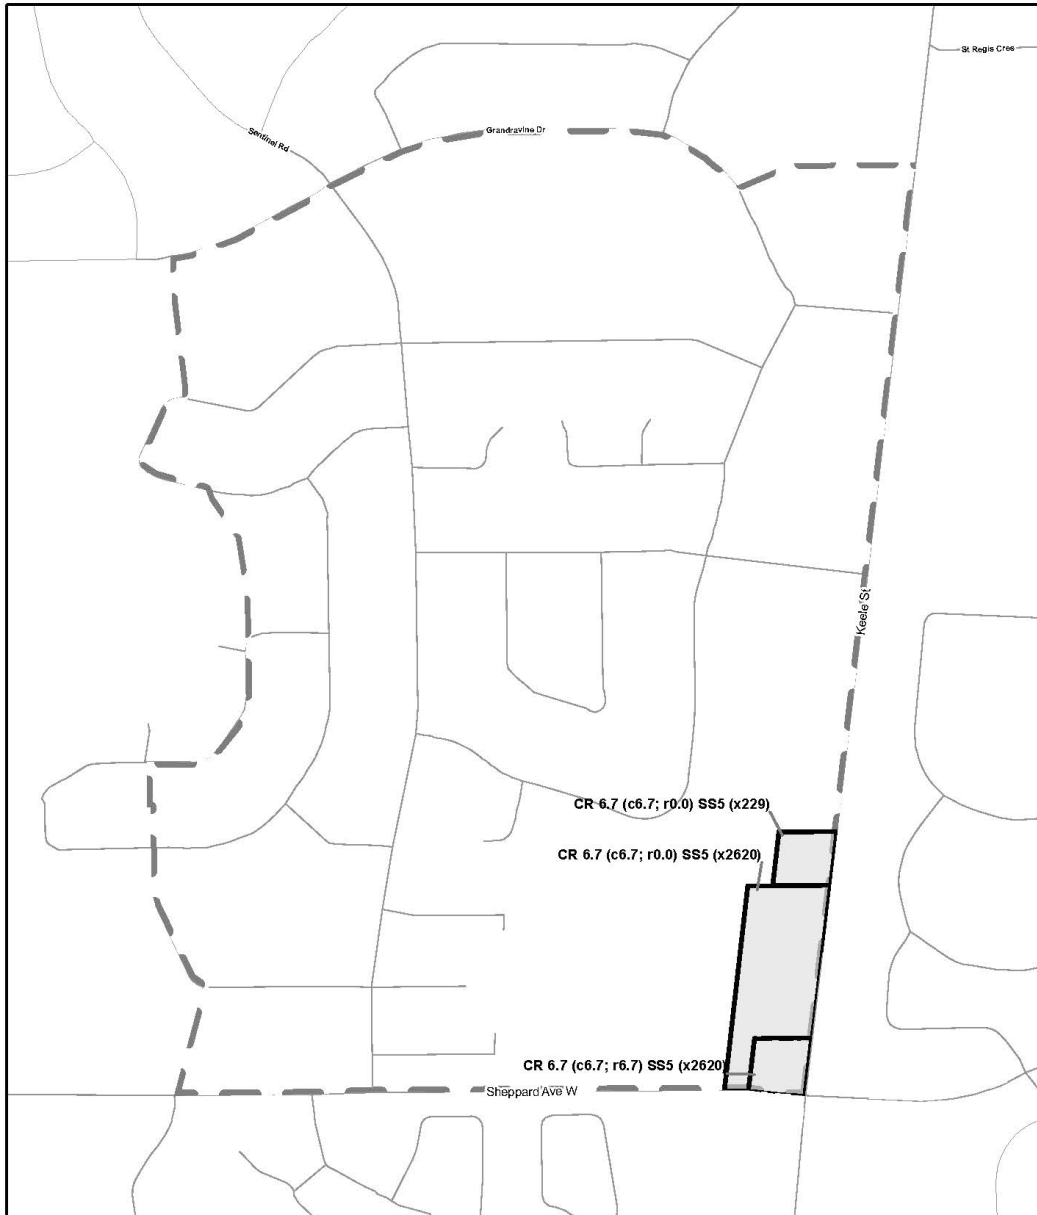 St Regis Cres
Sentinel Rd
Grandravine Dr
Keele St
CR 6.7 (c6.7; r0.0) SS5 (x229)
CR 6.7 (c6.7; r0.0) SS5 (x2620)
CR 6.7 (c6.7; r6.7) SS5 (x2620)
Sheppard Ave W